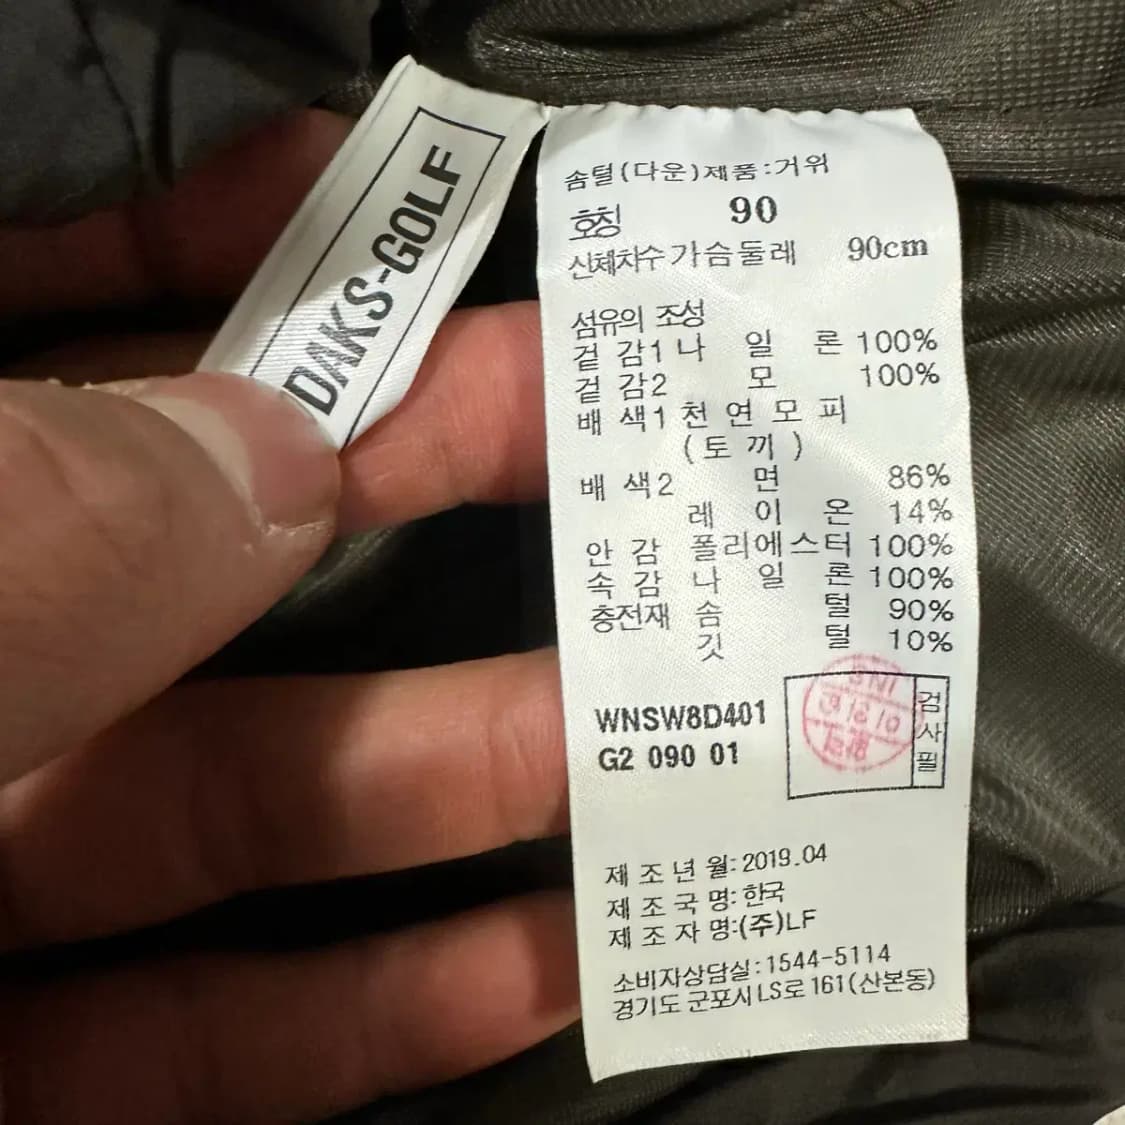 DAKS-GOLF
솜털(다운)제품:거위
호칭 90
신체치수 가슴둘레 90cm
섬유의 조성
겉 감1 나 일 론 100%
겉 감2 모 100%
배 색1 천 연 모 피
(토 끼)
배 색2 면 86%
레 이 온 14%
안 감 폴리에스터 100%
속 감 나 일 론 100%
충전재 솜 털 90%
깃 털 10%
WNSW8D401
G2 090 01
검사필
제 조 년 월: 2019.04
제 조 국 명: 한국
제 조 자 명:(주)LF
소비자상담실:1544-5114
경기도 군포시 LS로 161(산본동)